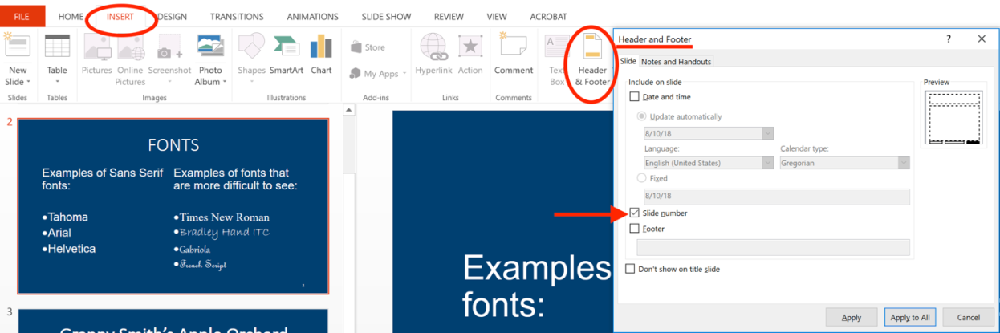 FILE HOME INSERT DESIGN TRANSITIONS ANIMATIONS SLIDE SHOW REVIEW VIEW ACROBAT
New Slide
Table
Pictures
Online Pictures
Screenshot
Photo Album
Shapes
SmartArt
Chart
Store
My Apps
Hyperlink
Action
Comment
Text Box
Header & Footer
Slides Tables Images Illustrations Add-ins Links Comments
2
FONTS
Examples of Sans Serif
fonts:
•Tahoma
•Arial
•Helvetica
Examples of fonts that
are more difficult to see:
•Times New Roman
•Bradley Hand ITC
•Gabriola
•French Script
3
Granny Smith's Apple Orchard
Examples
fonts:
Header and Footer ? ×
Slide Notes and Handouts
Include on slide
Date and time
Update automatically
8/10/18
Language: Calendar type:
English (United States) Gregorian
Fixed
8/10/18
Slide number
Footer
Don't show on title slide
Preview
Apply Apply to All Cancel